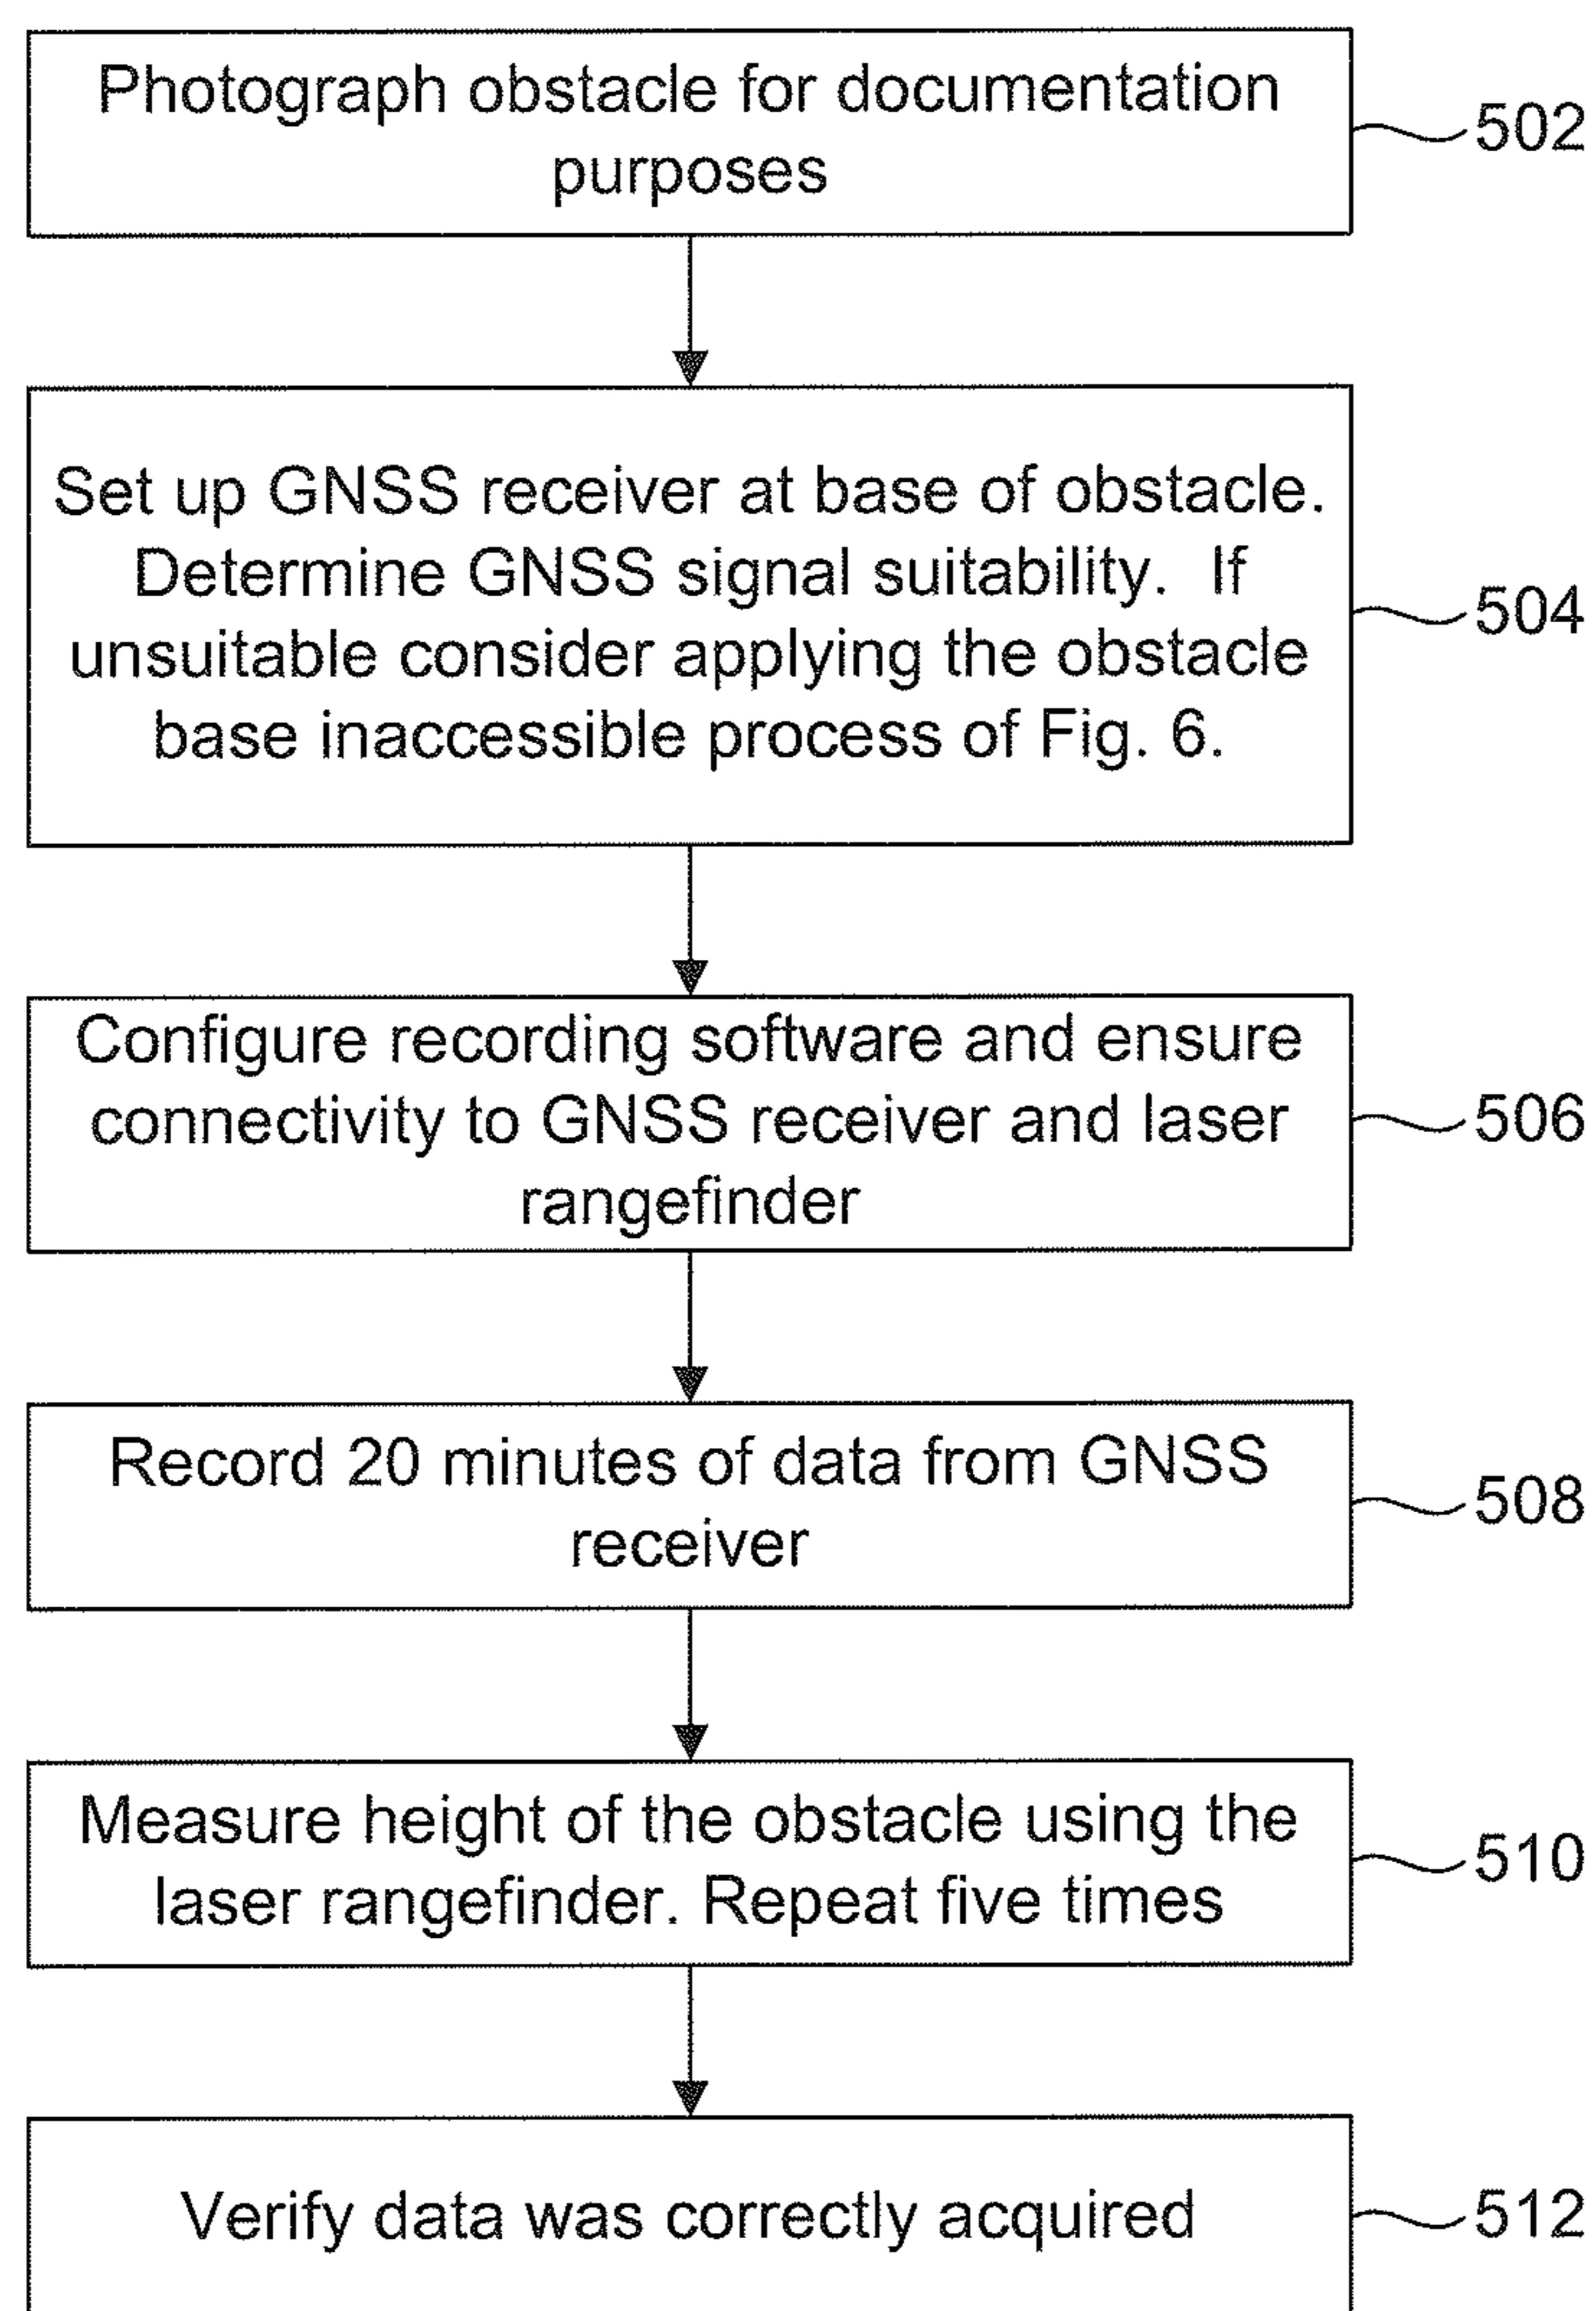 Photograph obstacle for documentation
purposes
502
Set up GNSS receiver at base of obstacle.
Determine GNSS signal suitability.  If
unsuitable consider applying the obstacle
base inaccessible process of Fig. 6.
504
Configure recording software and ensure
connectivity to GNSS receiver and laser
rangefinder
506
Record 20 minutes of data from GNSS
receiver
508
Measure height of the obstacle using the
laser rangefinder. Repeat five times
510
Verify data was correctly acquired
512